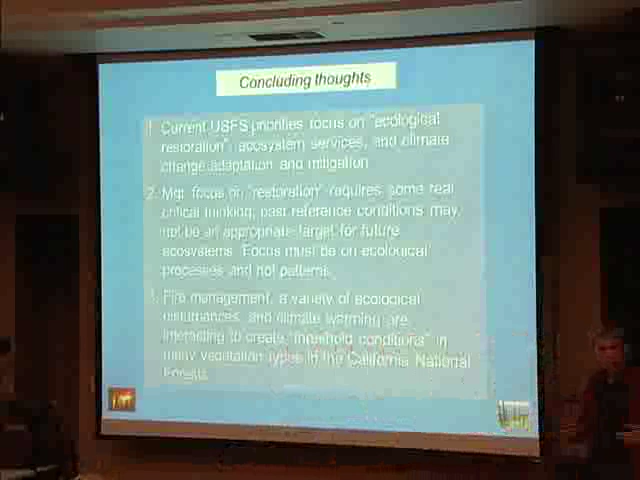 Concluding thoughts
1. Current USFS priorities focus on "ecological
restoration", ecosystem services, and climate
change adaptation and mitigation
2. Mgt focus on "restoration" requires some real
critical thinking, past reference conditions may
not be an appropriate target for future
ecosystems. Focus must be on ecological
processes and not patterns.
3. Fire management, a variety of ecological
disturbances, and climate warming are
interacting to create "threshold conditions" in
many vegetation types in the California National
Forests